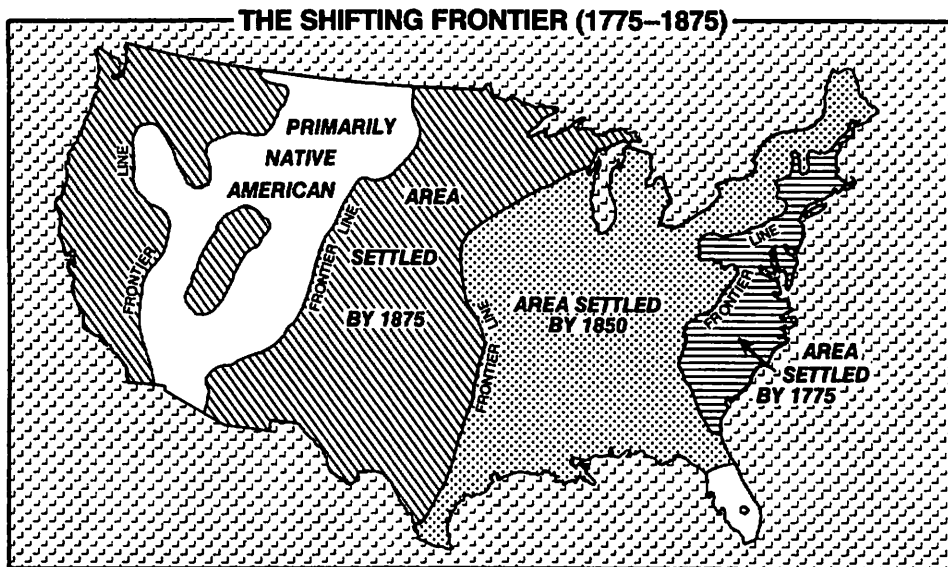 THE SHIFTING FRONTIER (1775–1875)
PRIMARILY
NATIVE
AMERICAN
LINE
FRONTIER
AREA
SETTLED
BY 1875
FRONTIER LINE
AREA SETTLED
BY 1850
FRONTIER LINE
LINE
FRONTIER
AREA
SETTLED
BY 1775